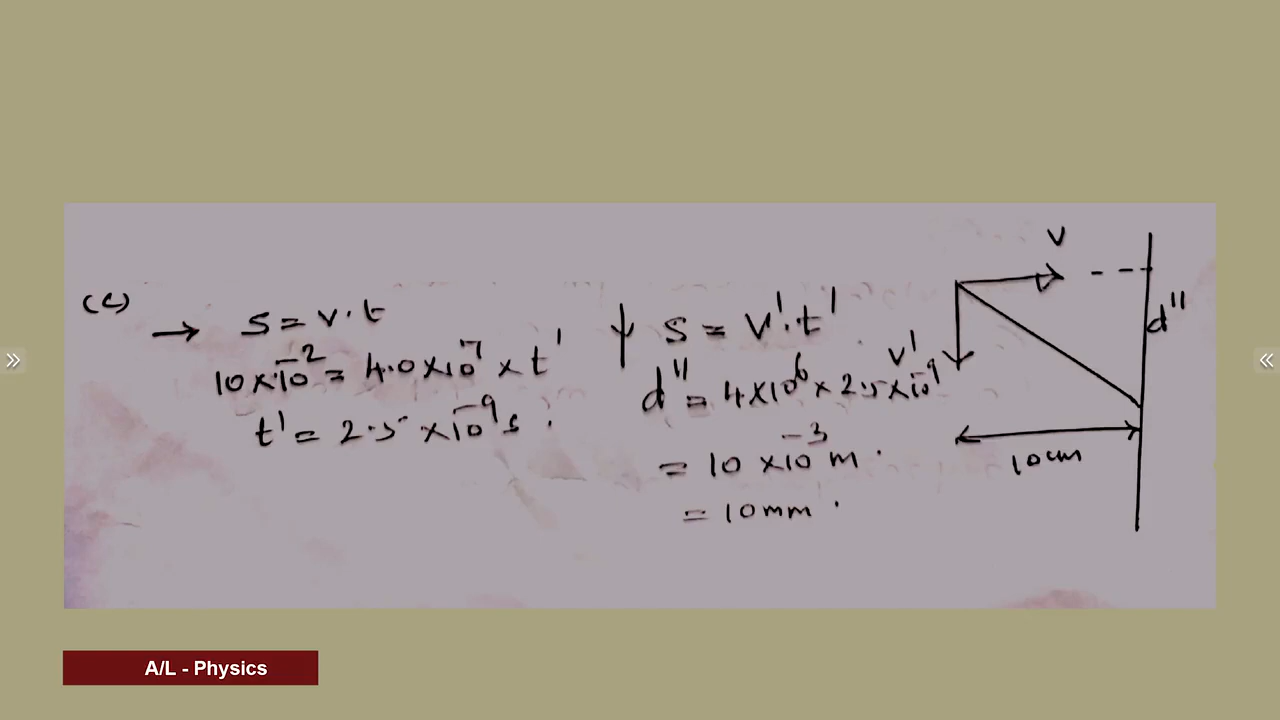 (c)
→ S = v·t
10×10⁻² = 4.0×10⁷ × t'
t' = 2.5 ×10⁻⁹s.
↓ S = v'·t'
d'' = 4×10⁶ × 2.5×10⁻⁹
= 10 ×10⁻³ m.
= 10mm.
v
v'
d''
10cm
A/L - Physics